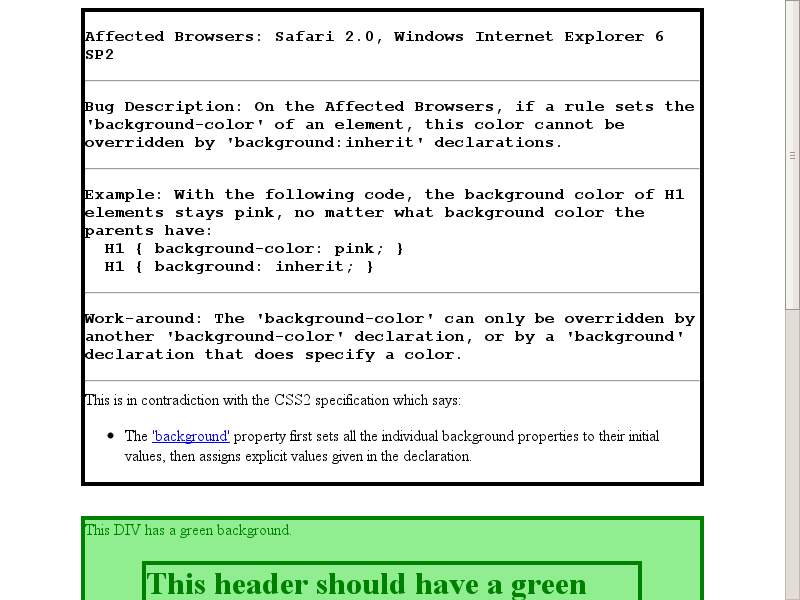 Affected Browsers: Safari 2.0, Windows Internet Explorer 6
SP2
Bug Description: On the Affected Browsers, if a rule sets the
'background-color' of an element, this color cannot be
overridden by 'background:inherit' declarations.
Example: With the following code, the background color of H1
elements stays pink, no matter what background color the
parents have:
H1 { background-color: pink; }
H1 { background: inherit; }
Work-around: The 'background-color' can only be overridden by
another 'background-color' declaration, or by a 'background'
declaration that does specify a color.
This is in contradiction with the CSS2 specification which says:
• The 'background' property first sets all the individual background properties to their initial
values, then assigns explicit values given in the declaration.
This DIV has a green background.
This header should have a green